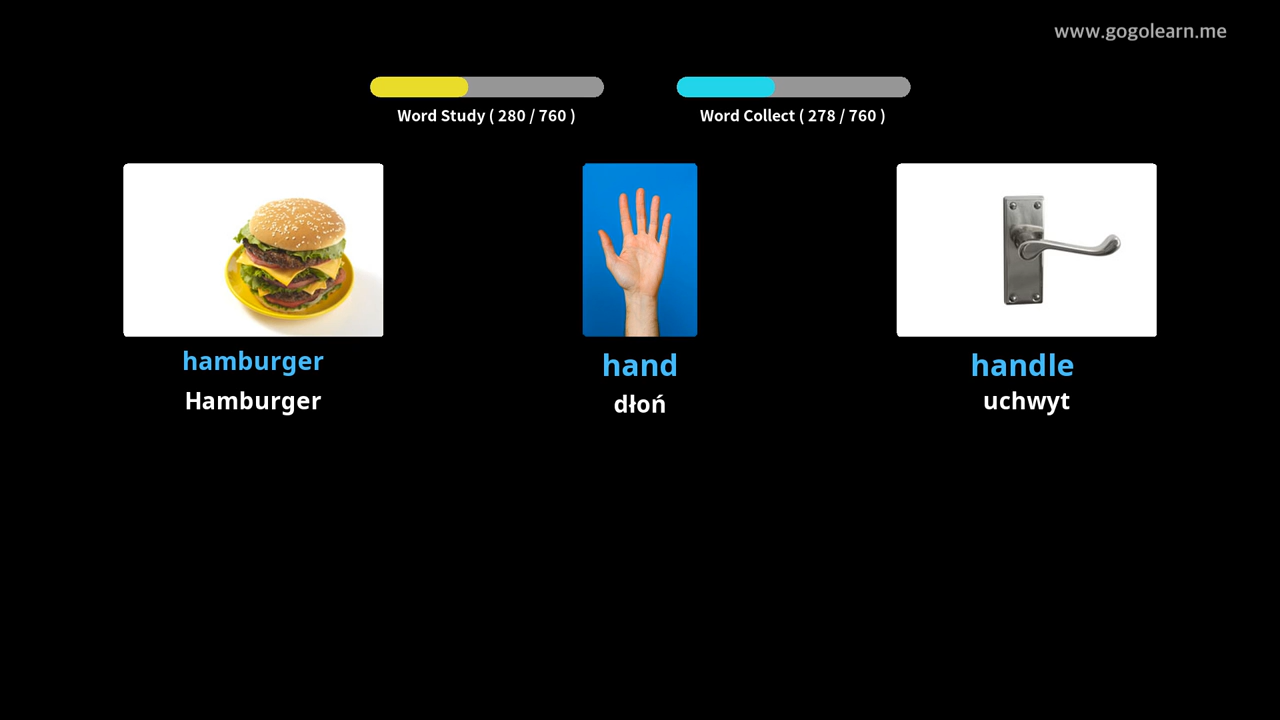 www.gogolearn.me
Word Study ( 280 / 760 )
Word Collect ( 278 / 760 )
hamburger
hand
handle
Hamburger
dłoń
uchwyt